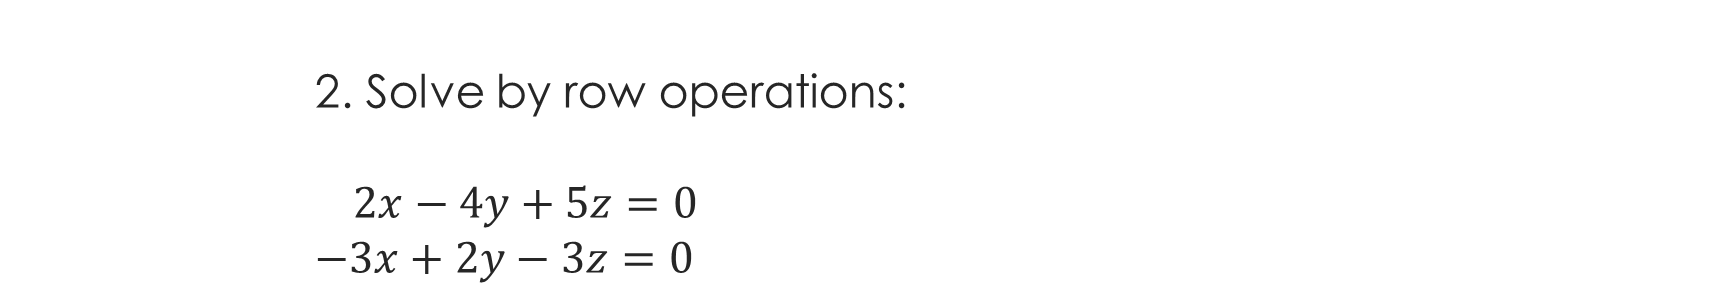 2. Solve by row operations:
2x − 4y + 5z = 0
−3x + 2y − 3z = 0